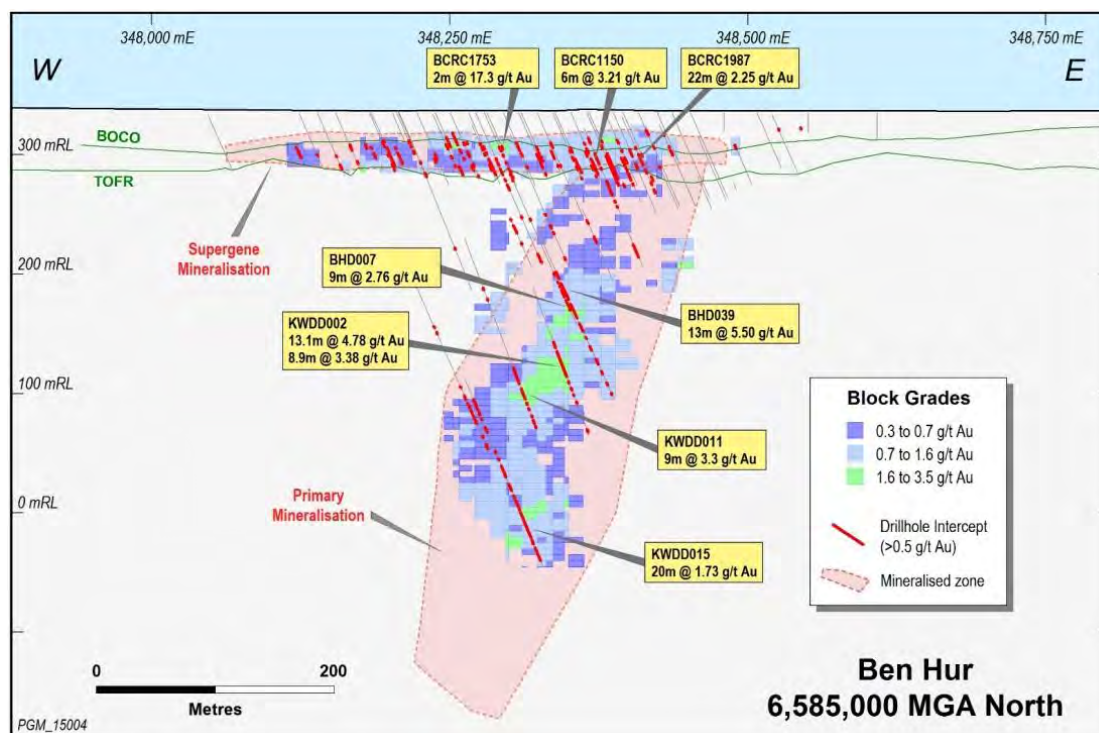 348,000 mE
348,250 mE
348,500 mE
348,750 mE
W
E
BCRC1753
2m @ 17.3 g/t Au
BCRC1150
6m @ 3.21 g/t Au
BCRC1987
22m @ 2.25 g/t Au
BOCO
300 mRL
TOFR
Supergene
Mineralisation
200 mRL
BHD007
9m @ 2.76 g/t Au
BHD039
13m @ 5.50 g/t Au
KWDD002
13.1m @ 4.78 g/t Au
8.9m @ 3.38 g/t Au
100 mRL
KWDD011
9m @ 3.3 g/t Au
0 mRL
Primary
Mineralisation
KWDD015
20m @ 1.73 g/t Au
Block Grades
0.3 to 0.7 g/t Au
0.7 to 1.6 g/t Au
1.6 to 3.5 g/t Au
Drillhole Intercept
(>0.5 g/t Au)
Mineralised zone
0
200
Metres
Ben Hur
6,585,000 MGA North
PGM_15004